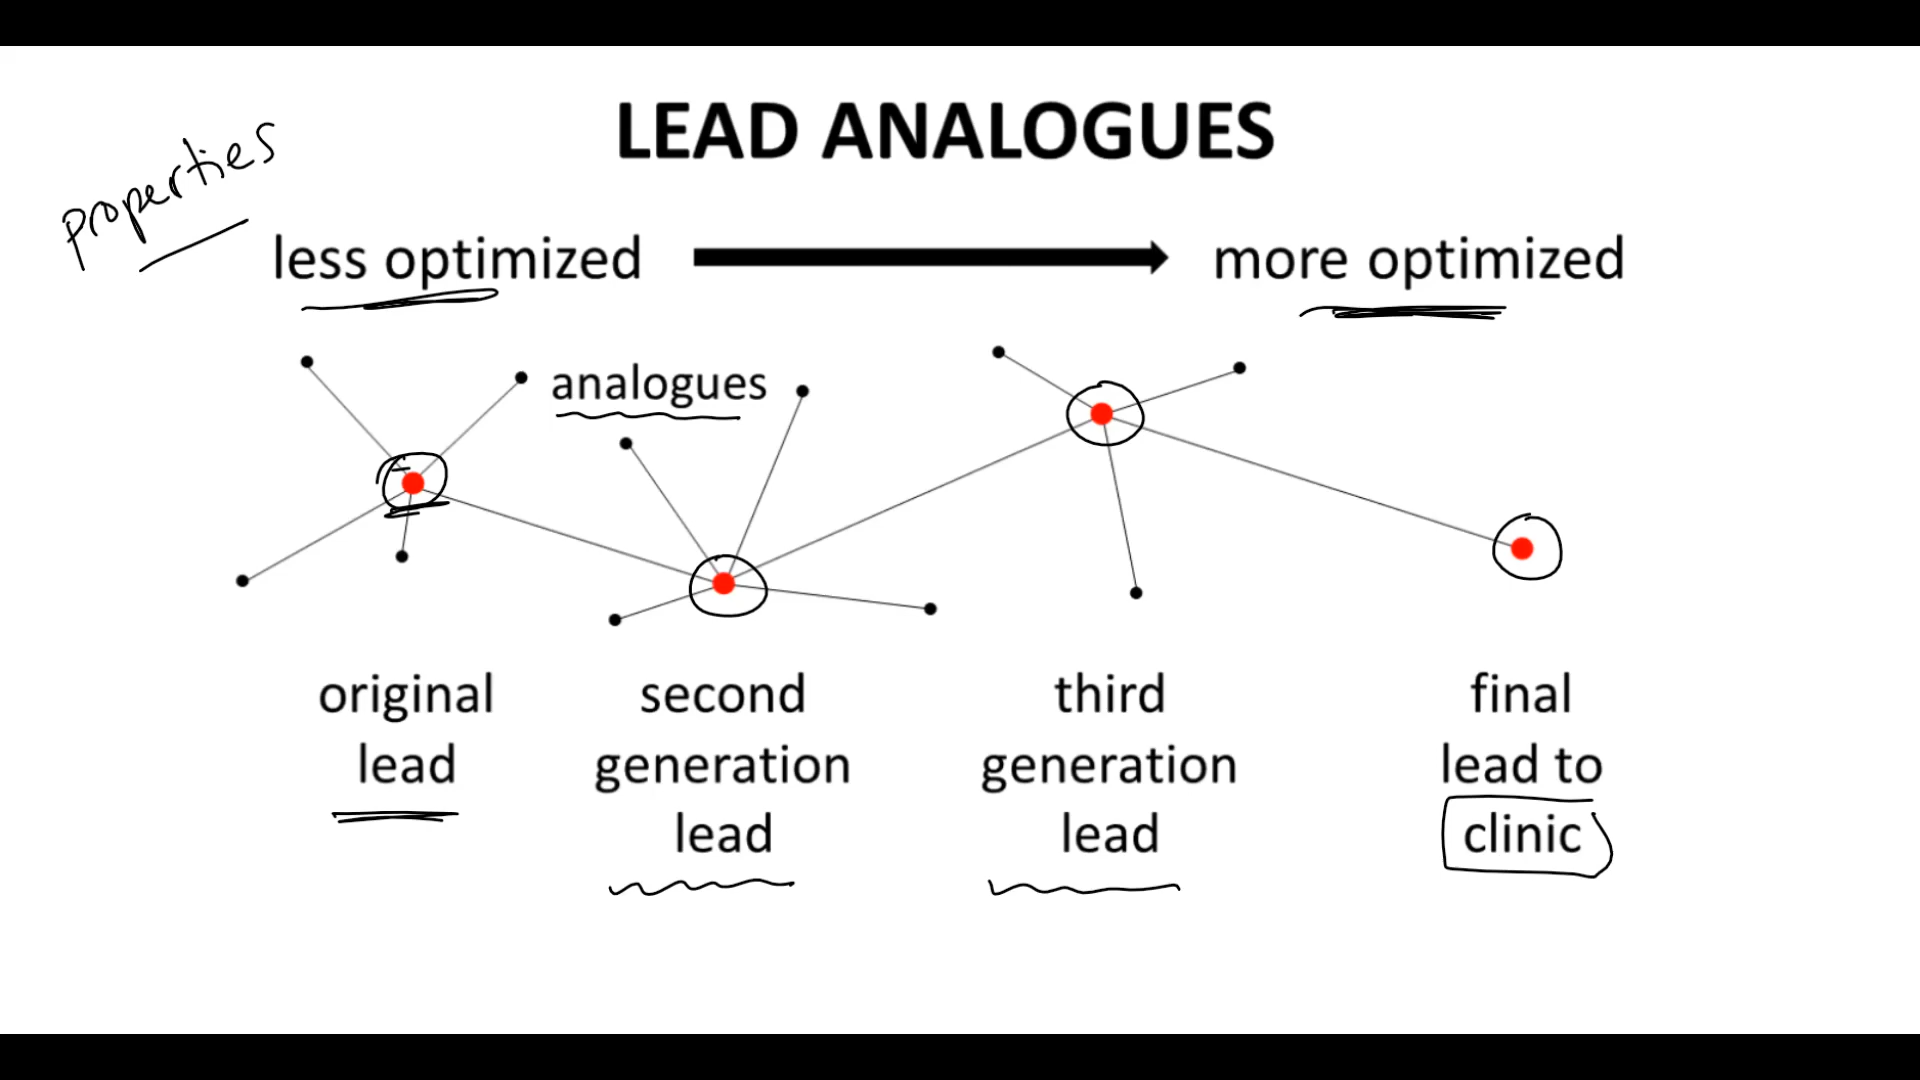 LEAD ANALOGUES
properties
less optimized
more optimized
analogues
original
lead
second
generation
lead
third
generation
lead
final
lead to
clinic